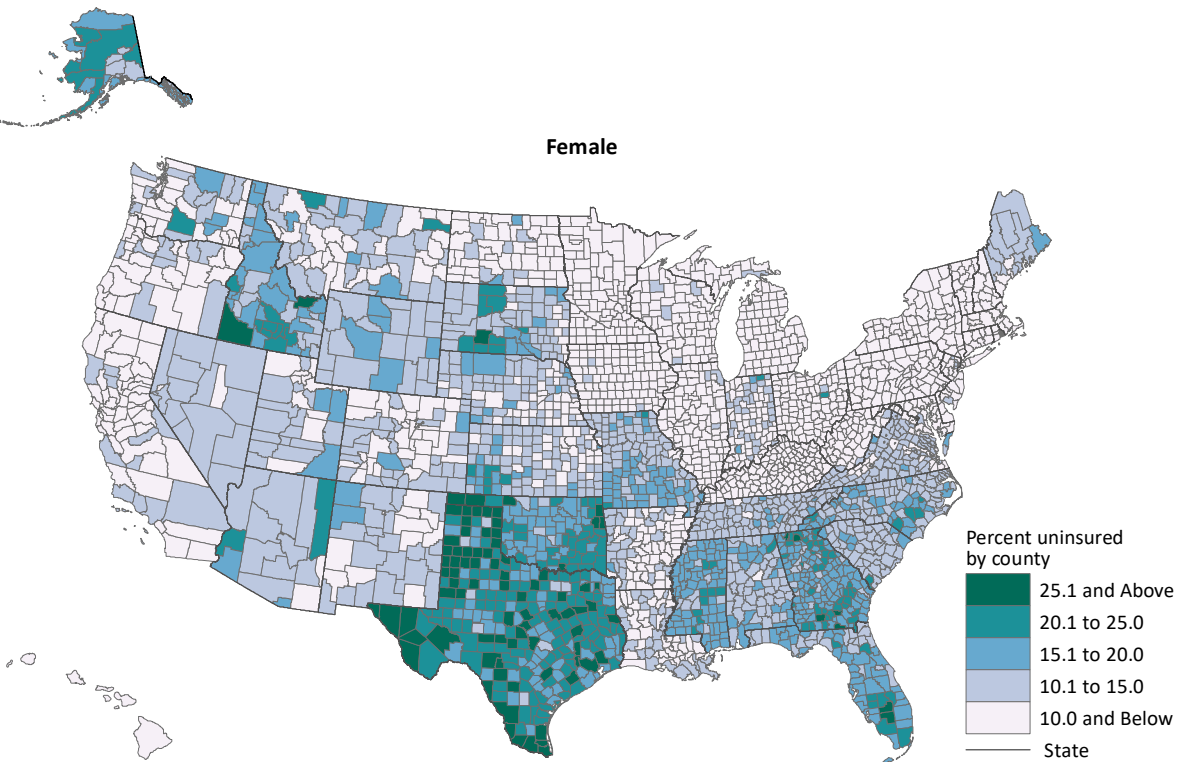 Female
Percent uninsured
by county
25.1 and Above
20.1 to 25.0
15.1 to 20.0
10.1 to 15.0
10.0 and Below
State